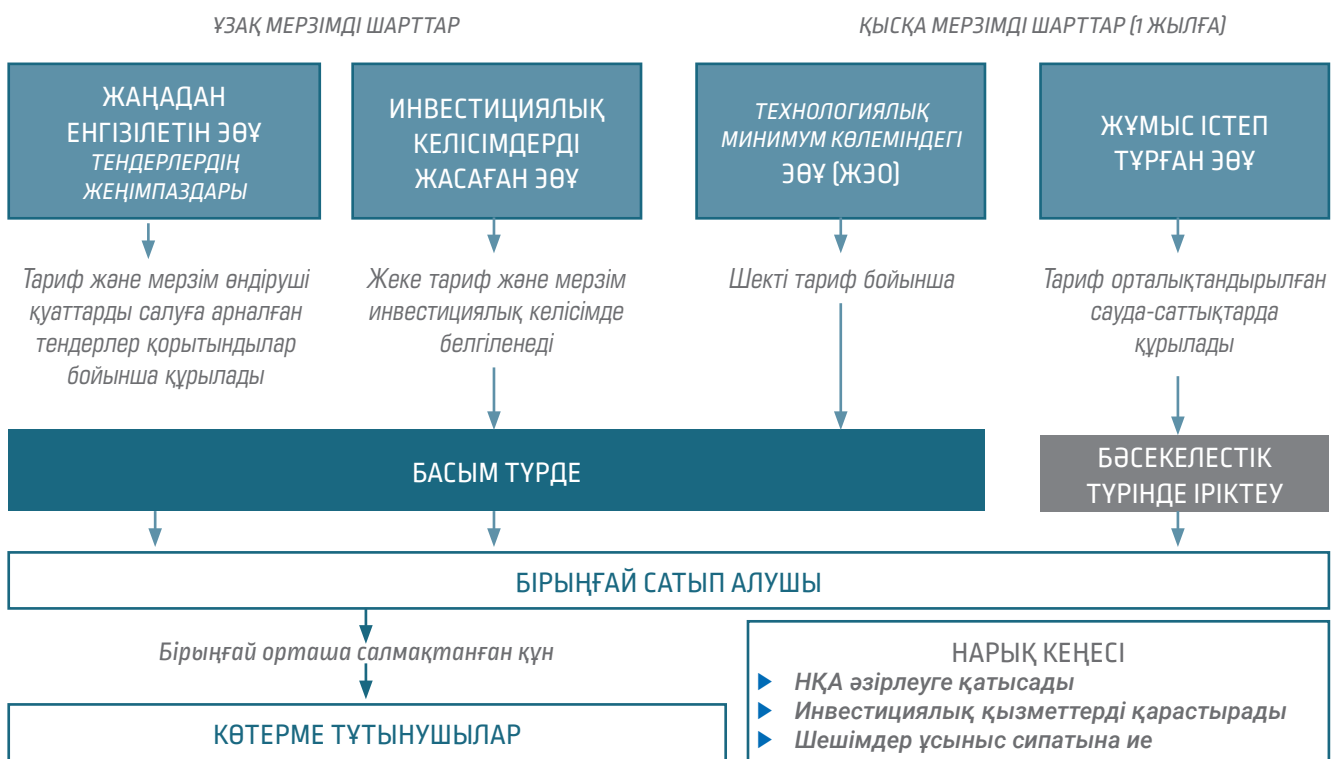 ҰЗАҚ МЕРЗІМДІ ШАРТТАР
ҚЫСҚА МЕРЗІМДІ ШАРТТАР (1 ЖЫЛҒА)
ЖАҢАДАН
ЕНГІЗІЛЕТІН ЭӨҰ
ТЕНДЕРЛЕРДІҢ
ЖЕҢІМПАЗДАРЫ
ИНВЕСТИЦИЯЛЫҚ
КЕЛІСІМДЕРДІ
ЖАСАҒАН ЭӨҰ
ТЕХНОЛОГИЯЛЫҚ
МИНИМУМ КӨЛЕМІНДЕГІ
ЭӨҰ (ЖЭО)
ЖҰМЫС ІСТЕП
ТҰРҒАН ЭӨҰ
Тариф және мерзім өндіруші
қуаттарды салуға арналған
тендерлер қорытындылар
бойынша құрылады
Жеке тариф және мерзім
инвестициялық келісімде
белгіленеді
Шекті тариф бойынша
Тариф орталықтандырылған
сауда-саттықтарда
құрылады
БАСЫМ ТҮРДЕ
БӘСЕКЕЛЕСТІК
ТҮРІНДЕ ІРІКТЕУ
БІРЫҢҒАЙ САТЫП АЛУШЫ
Бірыңғай орташа салмақтанған құн
КӨТЕРМЕ ТҰТЫНУШЫЛАР
НАРЫҚ КЕҢЕСІ
▶ НҚА әзірлеуге қатысады
▶ Инвестициялық қызметтерді қарастырады
▶ Шешімдер ұсыныс сипатына ие